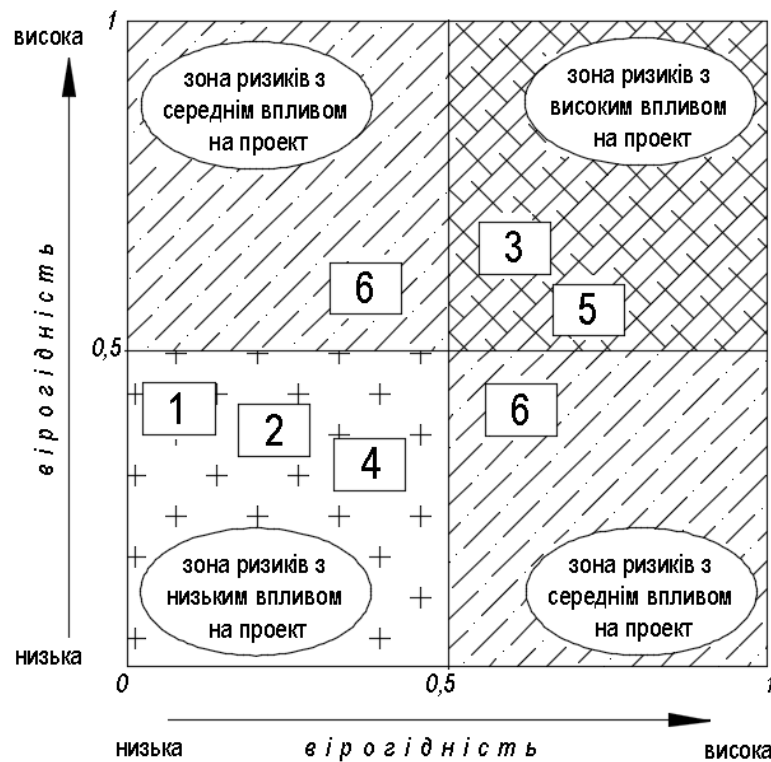 1
висока
зона ризиків з
середнім впливом
на проект
зона ризиків з
високим впливом
на проект
вірогідність
3
6
5
0,5
1
2
4
6
зона ризиків з
низьким впливом
на проект
зона ризиків з
середнім впливом
на проект
низька
0
0,5
1
низька
вірогідність
висока